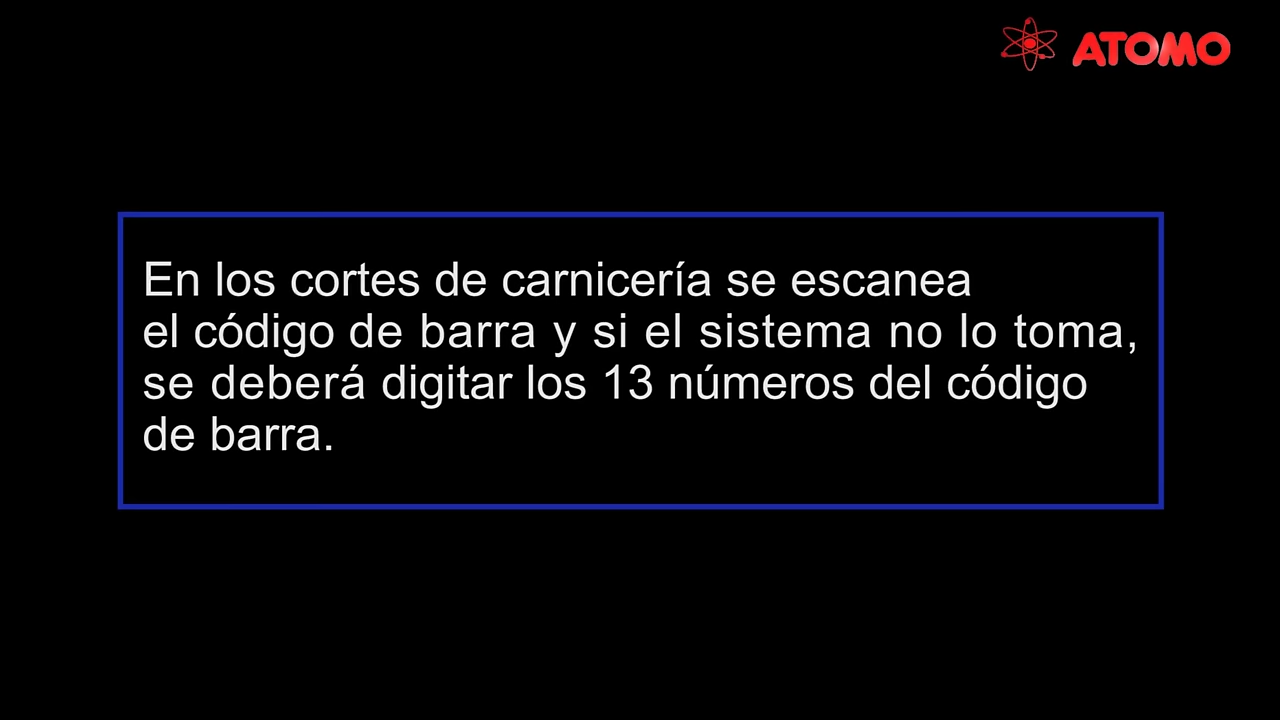 ATOMO
En los cortes de carnicería se escanea
el código de barra y si el sistema no lo toma,
se deberá digitar los 13 números del código
de barra.